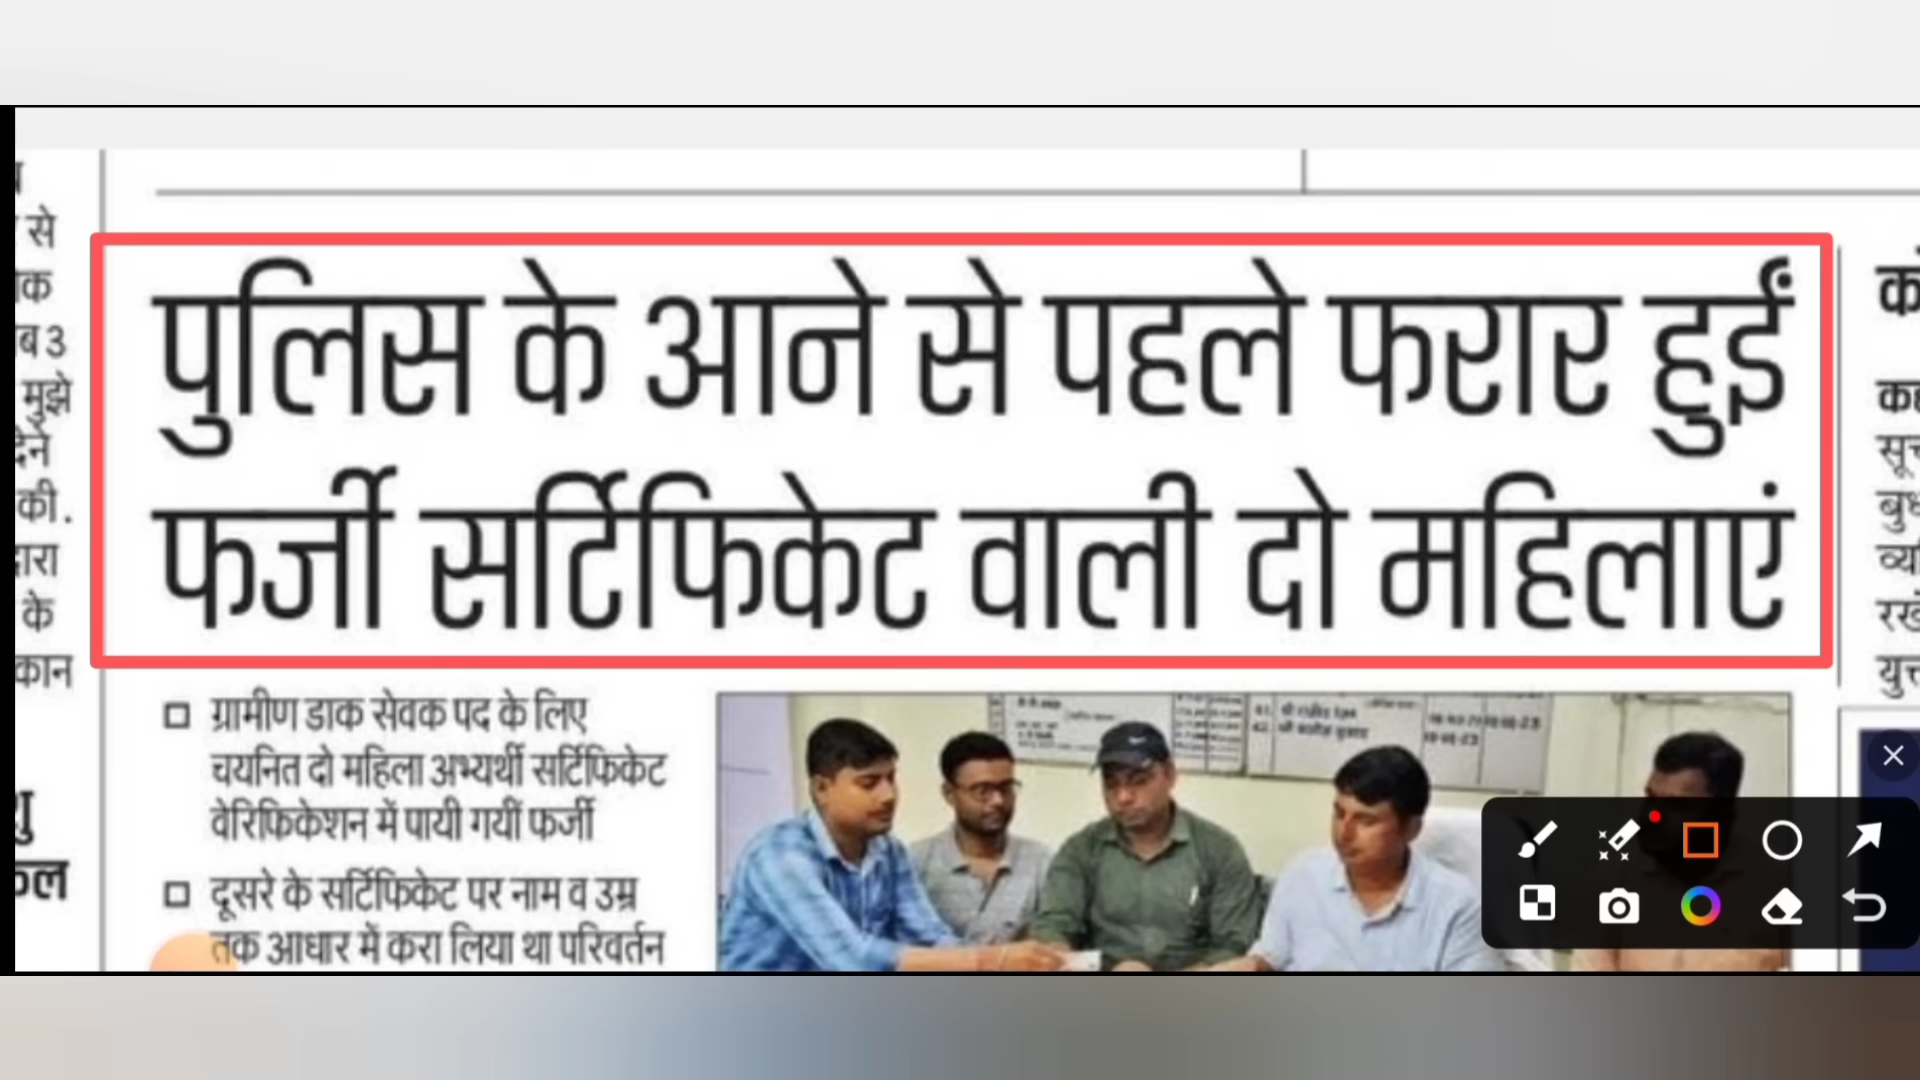 से
ब 3
मुझे
देने
की.
के
पुलिस के आने से पहले फरार हुईं
फर्जी सर्टिफिकेट वाली दो महिलाएं
ग्रामीण डाक सेवक पद के लिए
चयनित दो महिला अभ्यर्थी सर्टिफिकेट
वेरिफिकेशन में पायी गयीं फर्जी
दूसरे के सर्टिफिकेट पर नाम व उम्र
तक आधार में करा लिया था परिवर्तन